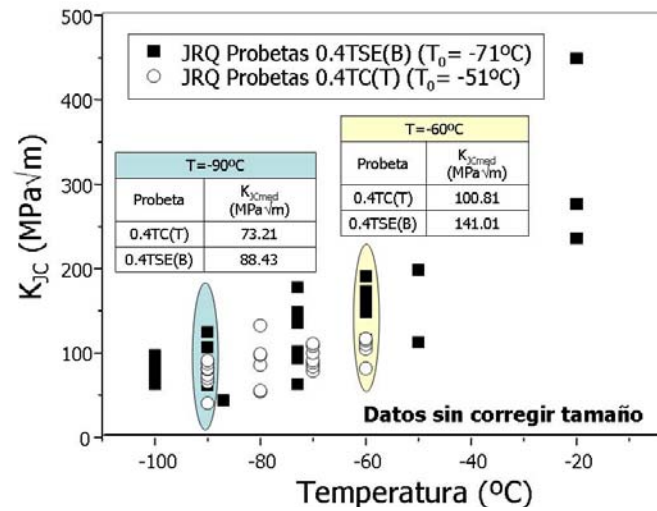 500
400
300
200
100
0
-100
-80
-60
-40
-20
K_JC (MPa√m)
Temperatura (ºC)
JRQ Probetas 0.4TSE(B) (T₀= -71ºC)
JRQ Probetas 0.4TC(T) (T₀= -51ºC)
T=-90ºC
Probeta K_JCmed (MPa√m)
0.4TC(T) 73.21
0.4TSE(B) 88.43
T=-60ºC
Probeta K_JCmed (MPa√m)
0.4TC(T) 100.81
0.4TSE(B) 141.01
Datos sin corregir tamaño